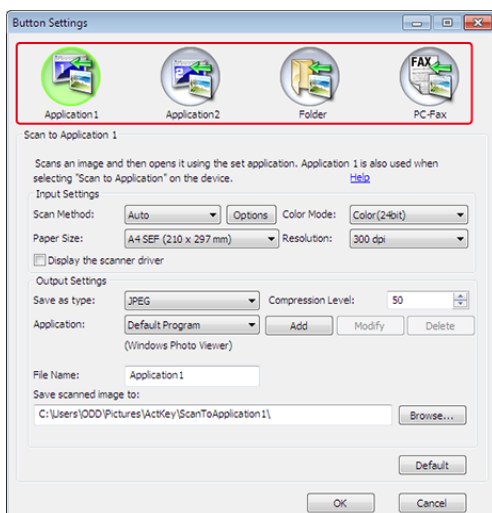 Button Settings
FAX
Application1 Application2 Folder PC-Fax
Scan to Application 1
Scans an image and then opens it using the set application. Application 1 is also used when
selecting "Scan to Application" on the device. Help
Input Settings
Scan Method: Auto Options Color Mode: Color(24bit)
Paper Size: A4 SEF (210 x 297 mm) Resolution: 300 dpi
Display the scanner driver
Output Settings
Save as type: JPEG Compression Level: 50
Application: Default Program Add Modify Delete
(Windows Photo Viewer)
File Name: Application1
Save scanned image to:
C:\Users\ODD\Pictures\ActKey\ScanToApplication1\ Browse...
Default
OK Cancel